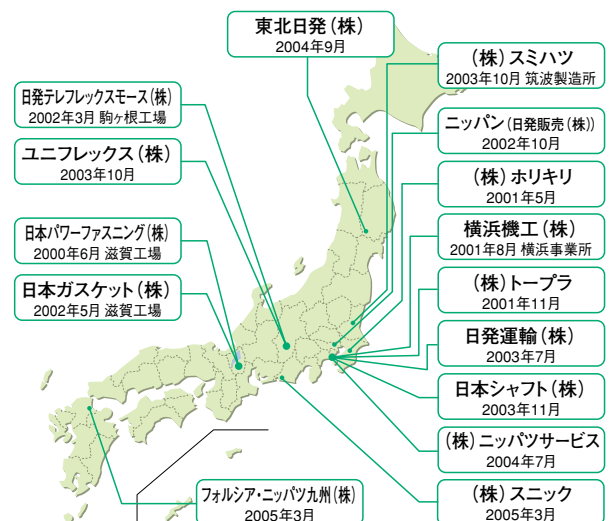 東北日発(株)
2004年9月
日発テレフレックスモース(株)
2002年3月 駒ヶ根工場
ユニフレックス(株)
2003年10月
日本パワーファスニング(株)
2000年6月 滋賀工場
日本ガスケット(株)
2002年5月 滋賀工場
(株)スミハツ
2003年10月 筑波製造所
ニッパン(日発販売(株))
2002年10月
(株)ホリキリ
2001年5月
横浜機工(株)
2001年8月 横浜事業所
(株)トープラ
2001年11月
日発運輸(株)
2003年7月
日本シャフト(株)
2003年11月
(株)ニッパツサービス
2004年7月
(株)スニック
2005年3月
フォルシア・ニッパツ九州(株)
2005年3月